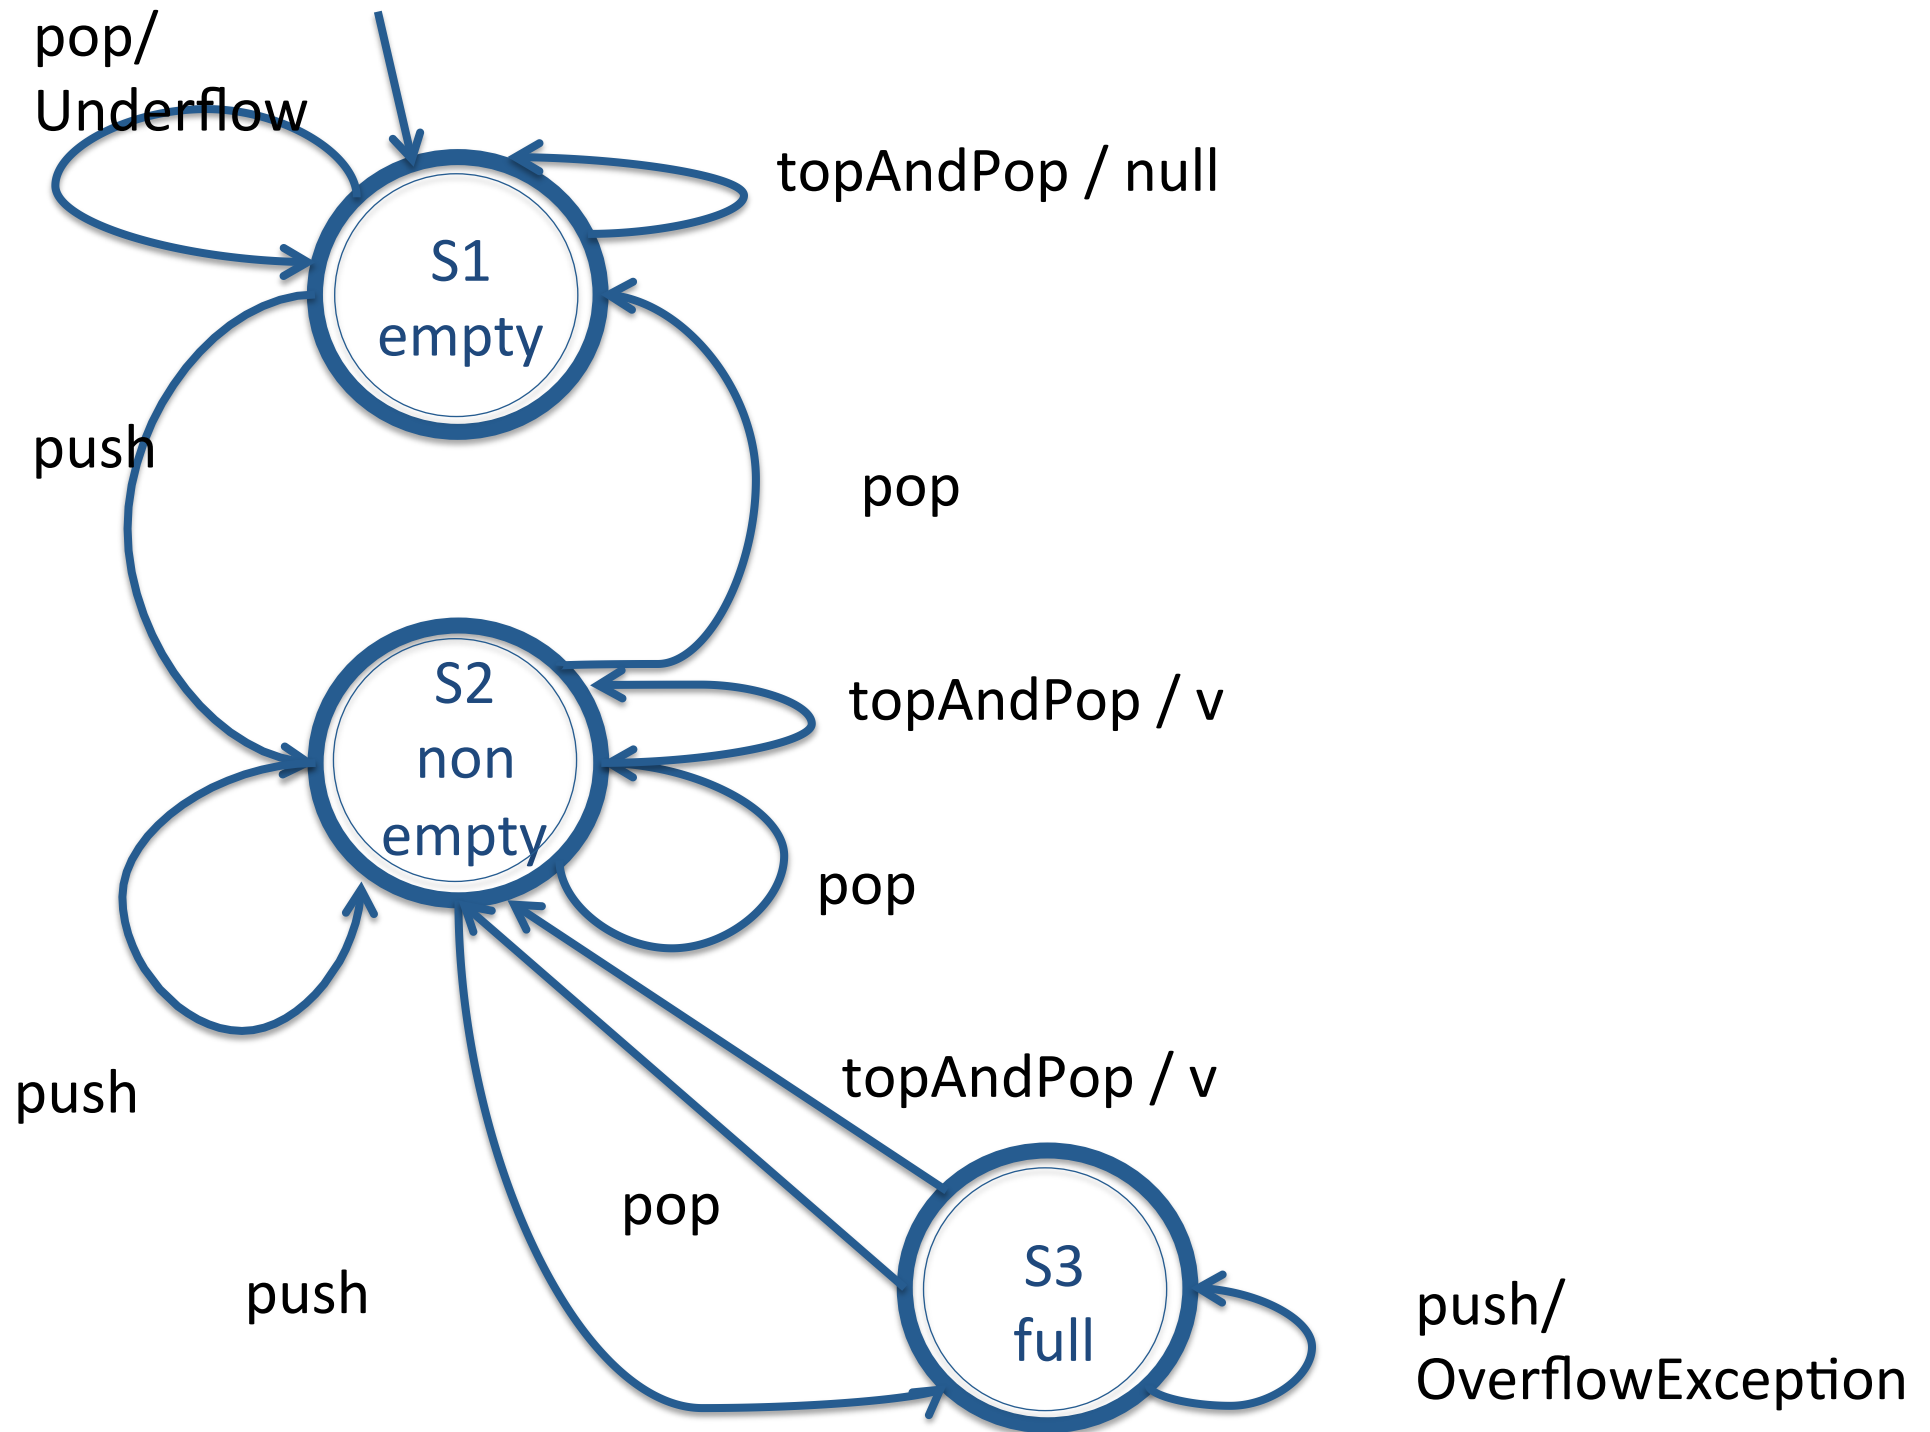 pop/
Underflow
topAndPop / null
S1
empty
push
pop
S2
non
empty
topAndPop / v
pop
push
topAndPop / v
pop
push
S3
full
push/
OverflowException